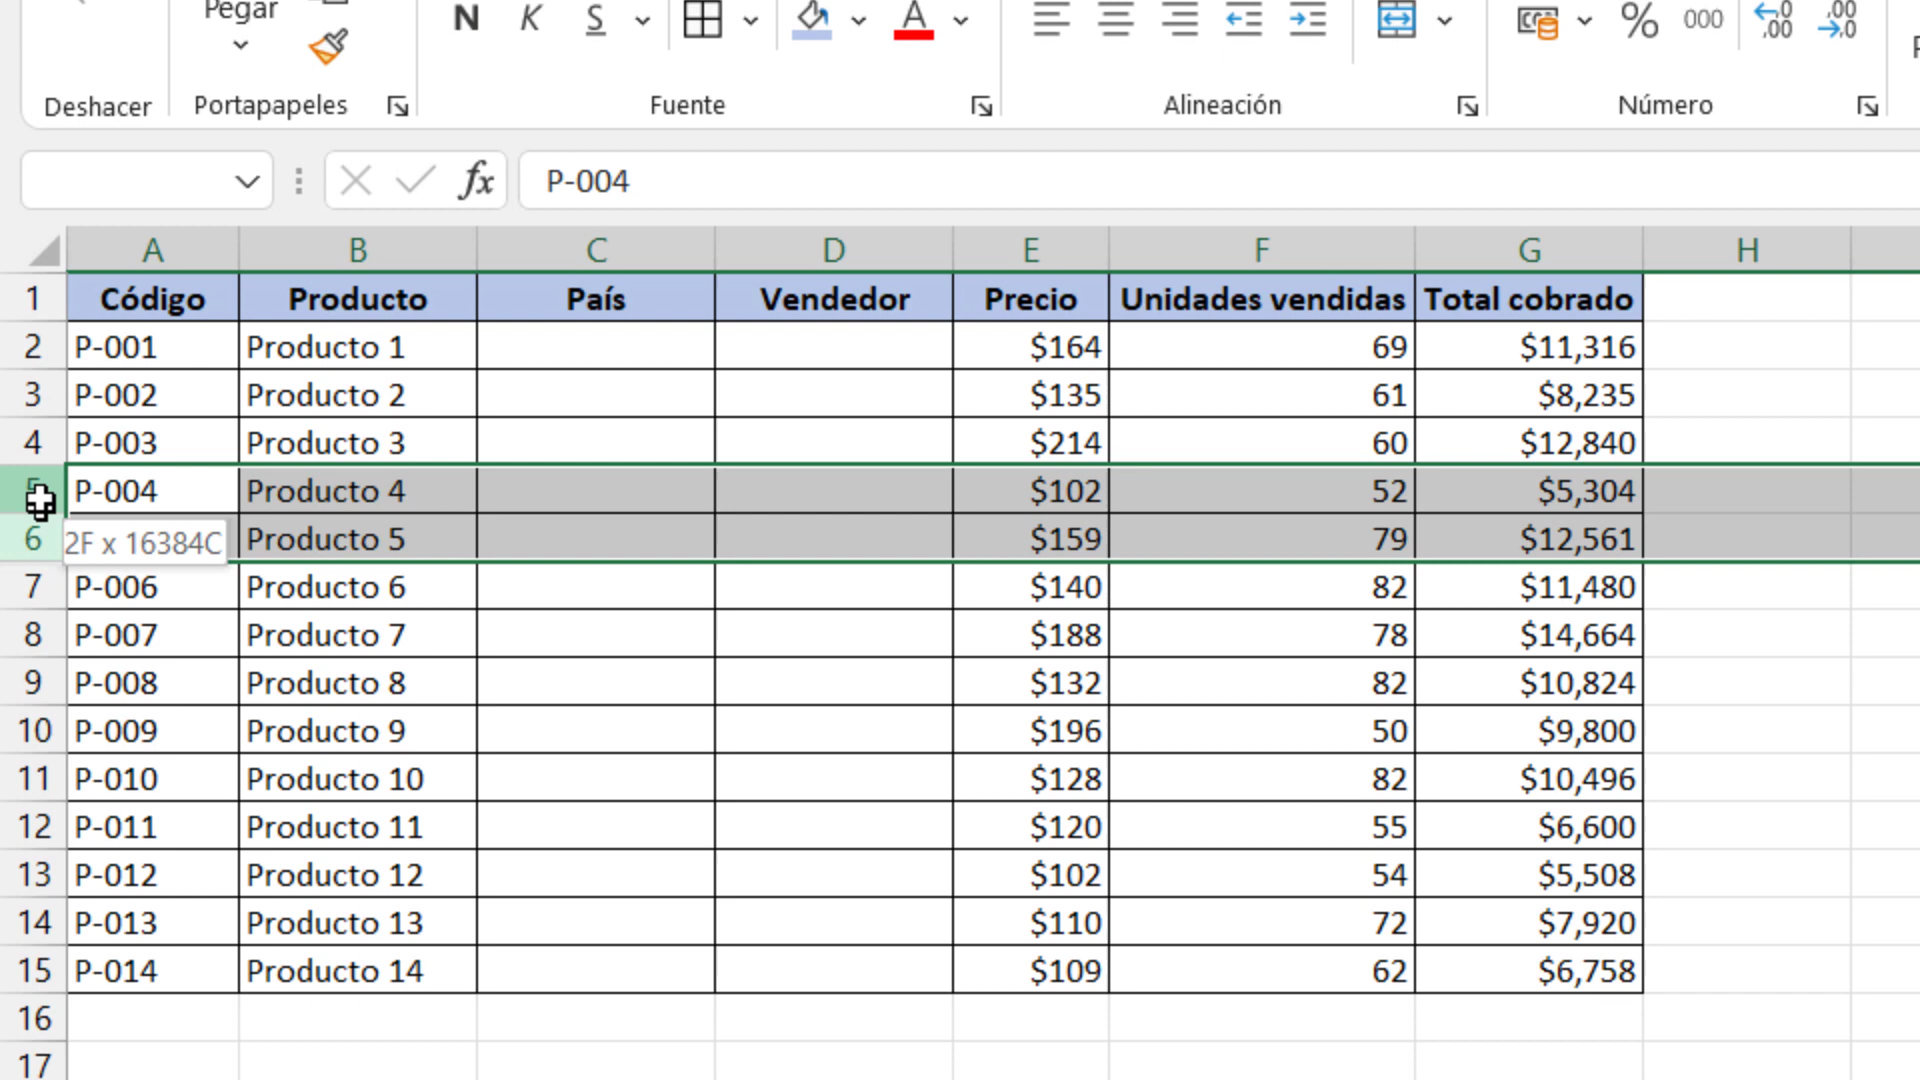 Pegar
N K S A % 000 ,00 ,00
Deshacer Portapapeles Fuente Alineación Número
fx P-004
A B C D E F G H
1 Código Producto País Vendedor Precio Unidades vendidas Total cobrado
2 P-001 Producto 1 $164 69 $11,316
3 P-002 Producto 2 $135 61 $8,235
4 P-003 Producto 3 $214 60 $12,840
P-004 Producto 4 $102 52 $5,304
6 2F x 16384C Producto 5 $159 79 $12,561
7 P-006 Producto 6 $140 82 $11,480
8 P-007 Producto 7 $188 78 $14,664
9 P-008 Producto 8 $132 82 $10,824
10 P-009 Producto 9 $196 50 $9,800
11 P-010 Producto 10 $128 82 $10,496
12 P-011 Producto 11 $120 55 $6,600
13 P-012 Producto 12 $102 54 $5,508
14 P-013 Producto 13 $110 72 $7,920
15 P-014 Producto 14 $109 62 $6,758
16
17